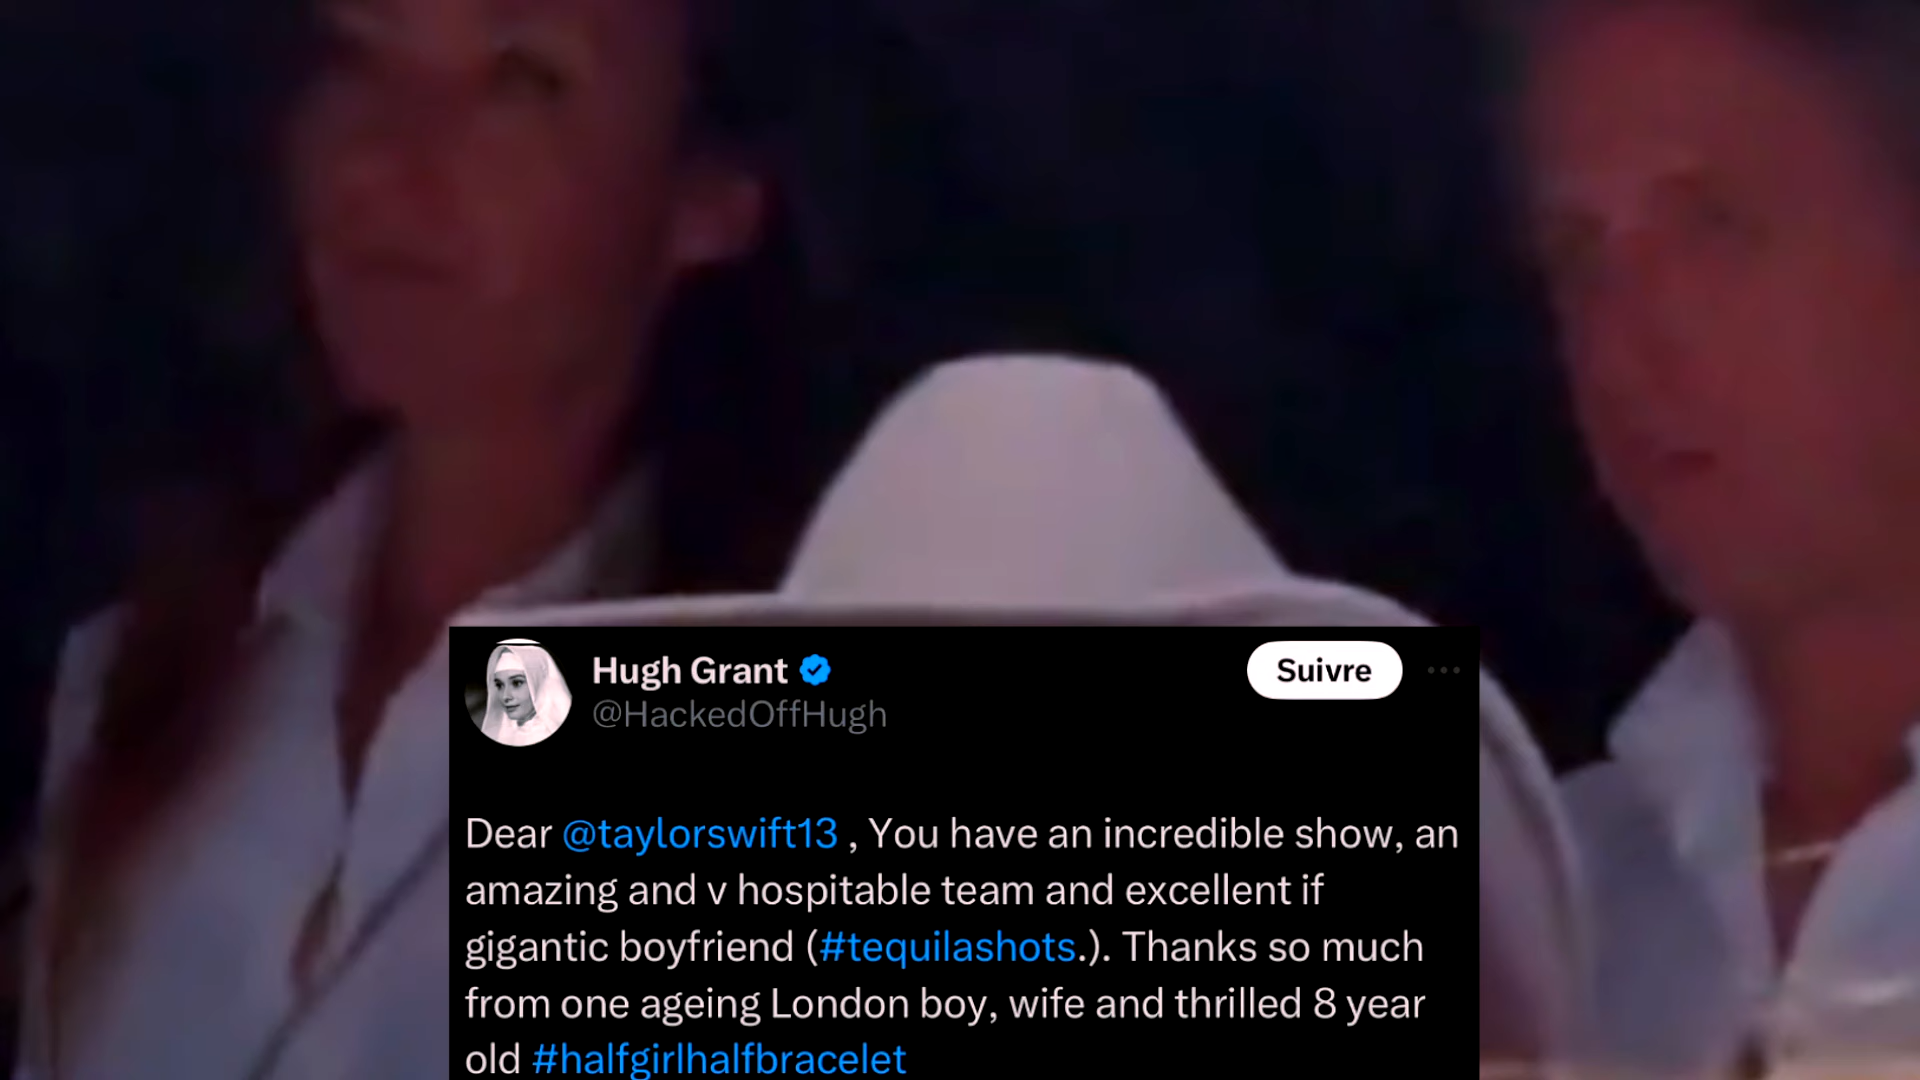 Hugh Grant
Suivre
@HackedOffHugh
Dear @taylorswift13 , You have an incredible show, an
amazing and v hospitable team and excellent if
gigantic boyfriend (#tequilashots.). Thanks so much
from one ageing London boy, wife and thrilled 8 year
old #halfgirlhalfbracelet